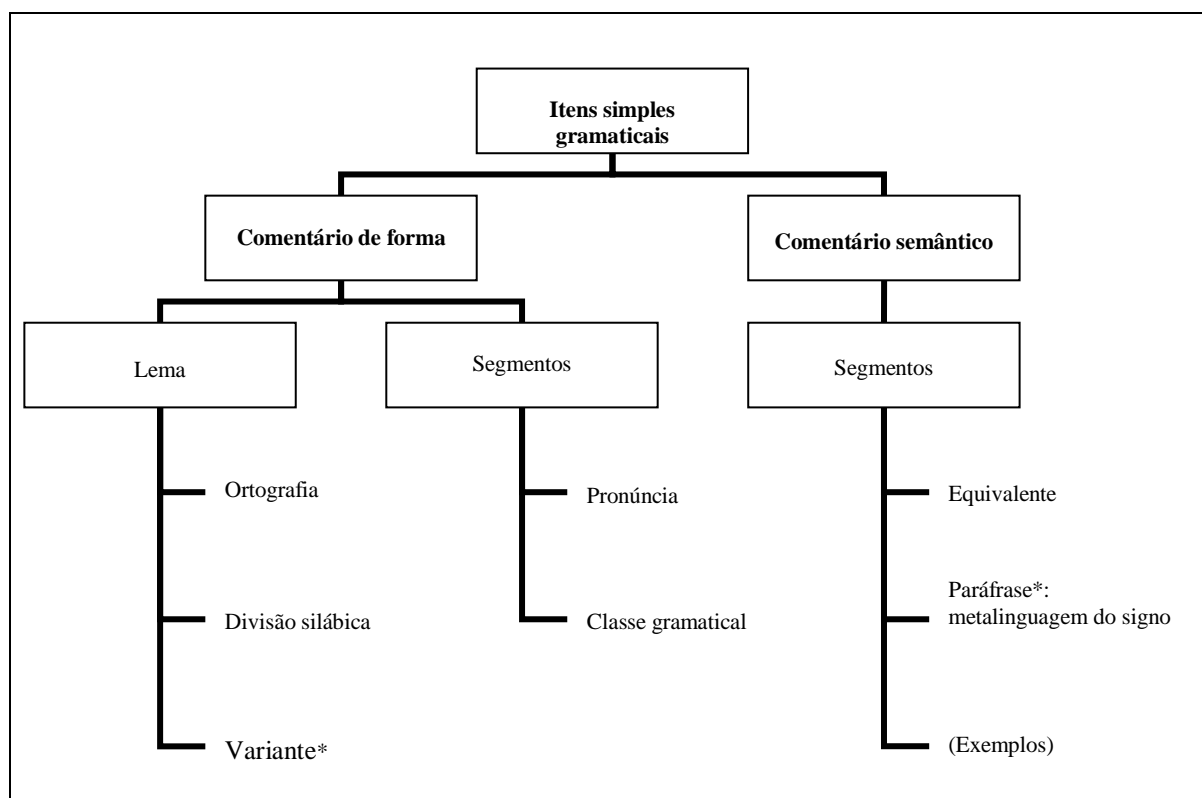 Itens simples
gramaticais
Comentário de forma
Comentário semântico
Lema
Segmentos
Segmentos
Ortografia
Pronúncia
Equivalente
Divisão silábica
Classe gramatical
Paráfrase*:
metalinguagem do signo
Variante*
(Exemplos)